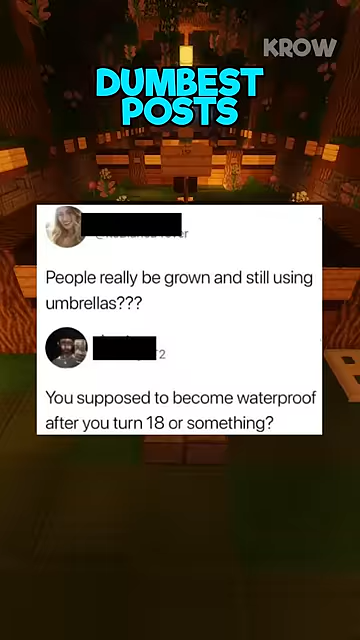 KROW
DUMBEST
POSTS
People really be grown and still using
umbrellas???
You supposed to become waterproof
after you turn 18 or something?